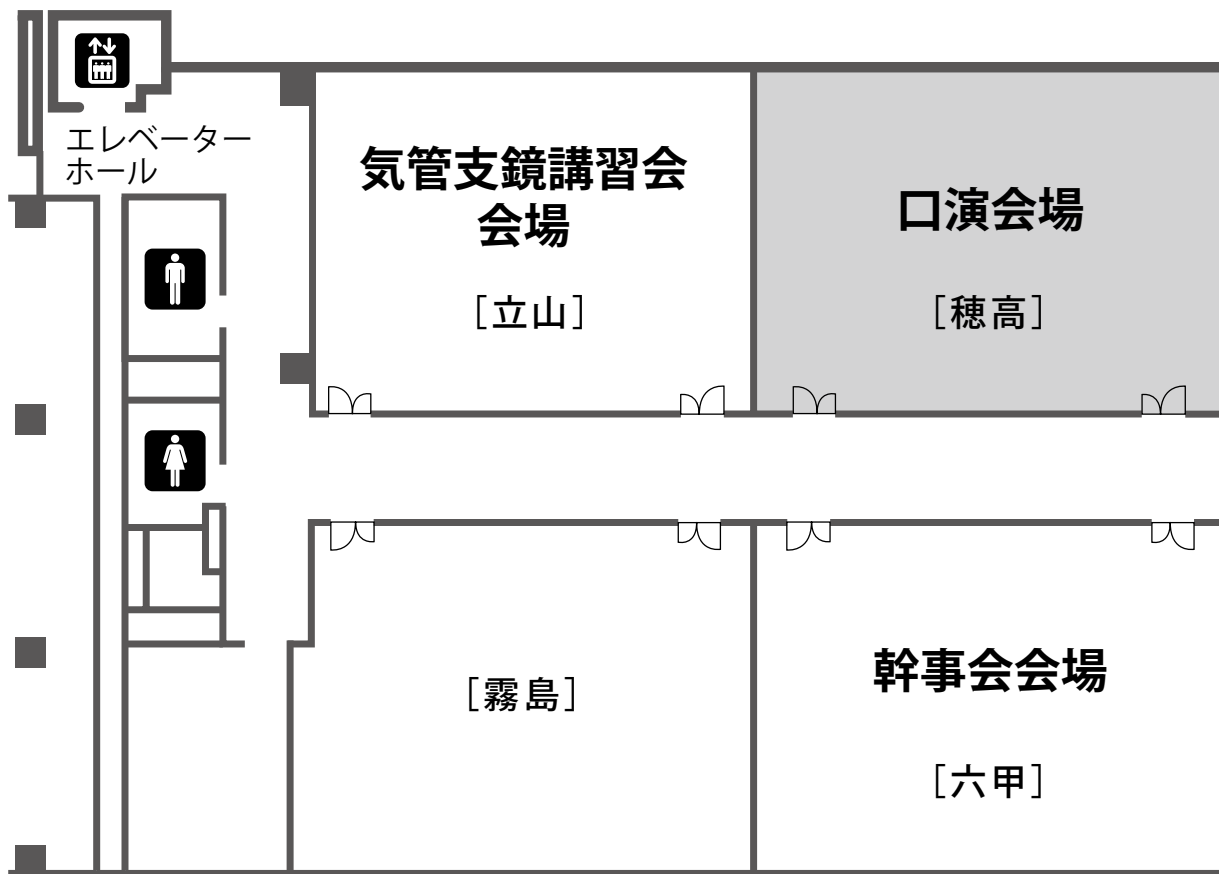 エレベーター
ホール
気管支鏡講習会
会場
［立山］
口演会場
［穂高］
［霧島］
幹事会会場
［六甲］